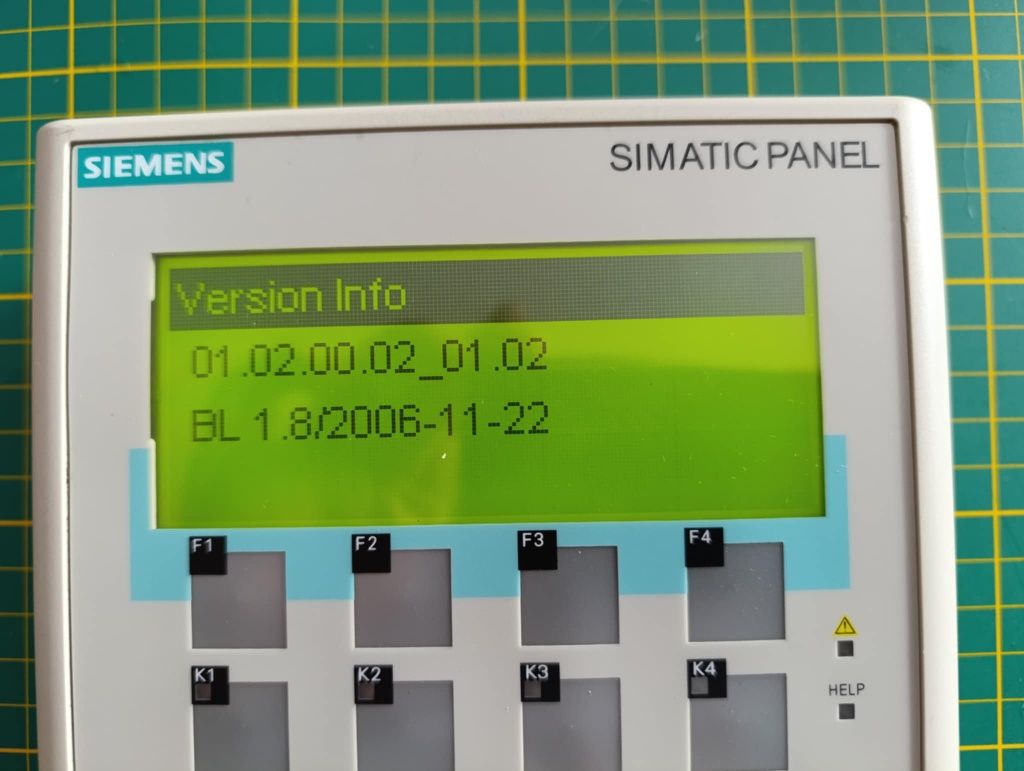 SIEMENS
SIMATIC PANEL
Version Info
01.02.00.02_01.02
BL 1.8/2006-11-22
F1 F2 F3 F4
K1 K2 K3 K4
HELP